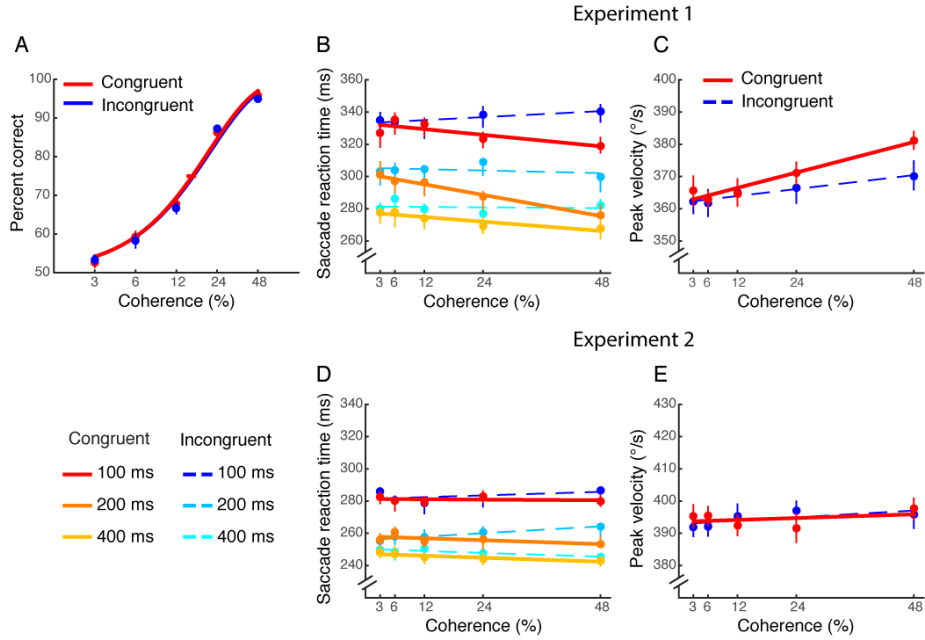 Experiment 1
A
Congruent
Incongruent
Percent correct
100
90
80
70
60
50
3 6 12 24 48
Coherence (%)
B
Saccade reaction time (ms)
360
340
320
300
280
260
3 6 12 24 48
Coherence (%)
C
Congruent
Incongruent
Peak velocity (°/s)
400
390
380
370
360
350
3 6 12 24 48
Coherence (%)
Experiment 2
Congruent Incongruent
100 ms 100 ms
200 ms 200 ms
400 ms 400 ms
D
Saccade reaction time (ms)
340
320
300
280
260
240
3 6 12 24 48
Coherence (%)
E
Peak velocity (°/s)
430
420
410
400
390
380
3 6 12 24 48
Coherence (%)